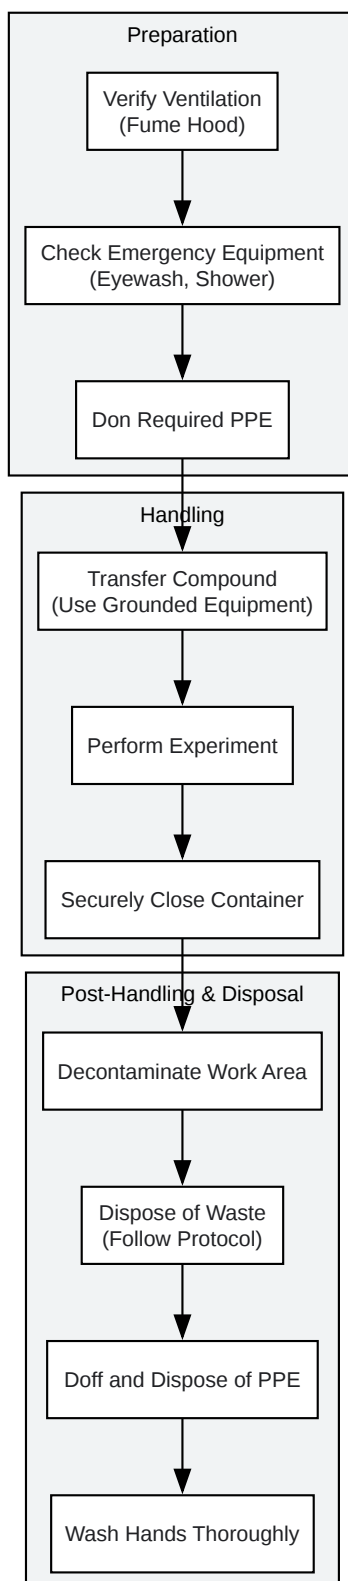 Preparation
Verify Ventilation
(Fume Hood)
Check Emergency Equipment
(Eyewash, Shower)
Don Required PPE
Handling
Transfer Compound
(Use Grounded Equipment)
Perform Experiment
Securely Close Container
Post-Handling & Disposal
Decontaminate Work Area
Dispose of Waste
(Follow Protocol)
Doff and Dispose of PPE
Wash Hands Thoroughly